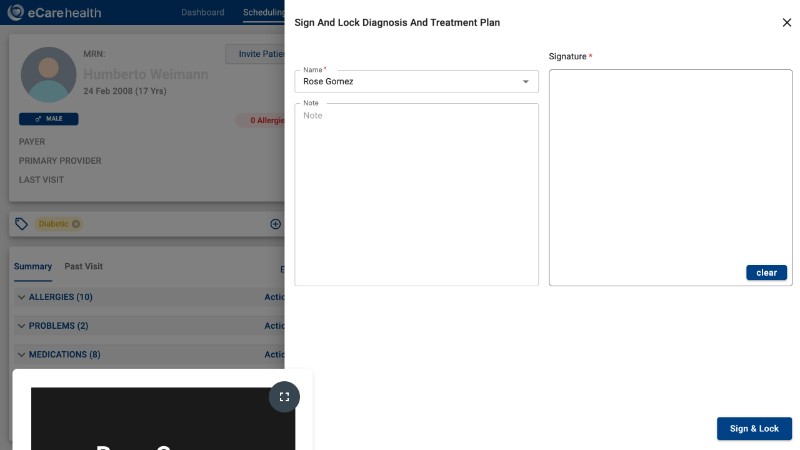 eCarehealth
Dashboard
Scheduling
MRN:
Humberto Weimann
24 Feb 2008 (17 Yrs)
MALE
0 Allergie
PAYER
PRIMARY PROVIDER
LAST VISIT
Invite Patie
Diabetic
Summary
Past Visit
E
ALLERGIES (10)
Actio
PROBLEMS (2)
Actio
MEDICATIONS (8)
Actio
Sign And Lock Diagnosis And Treatment Plan
Name *
Rose Gomez
Note
Note
Signature *
clear
Sign & Lock